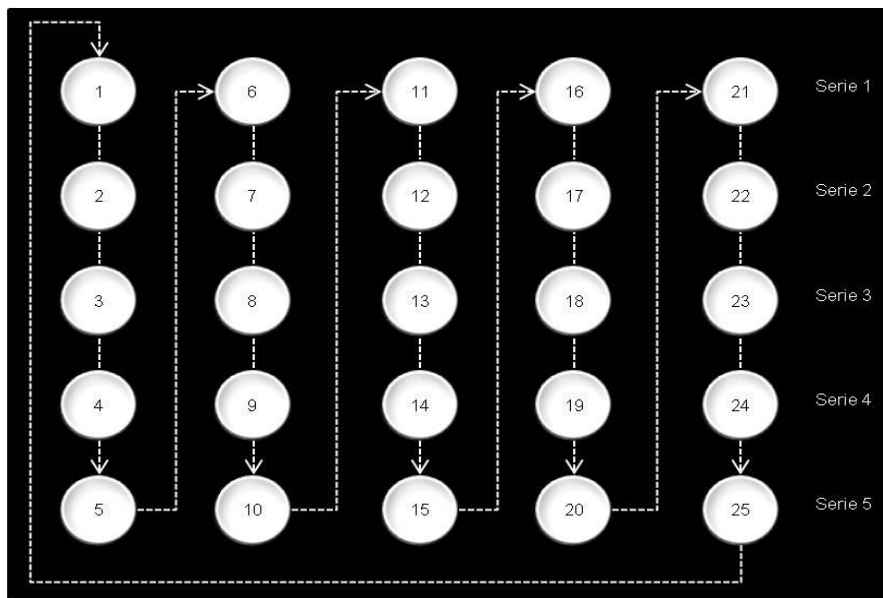 1 6 11 16 21 Serie 1
2 7 12 17 22 Serie 2
3 8 13 18 23 Serie 3
4 9 14 19 24 Serie 4
5 10 15 20 25 Serie 5